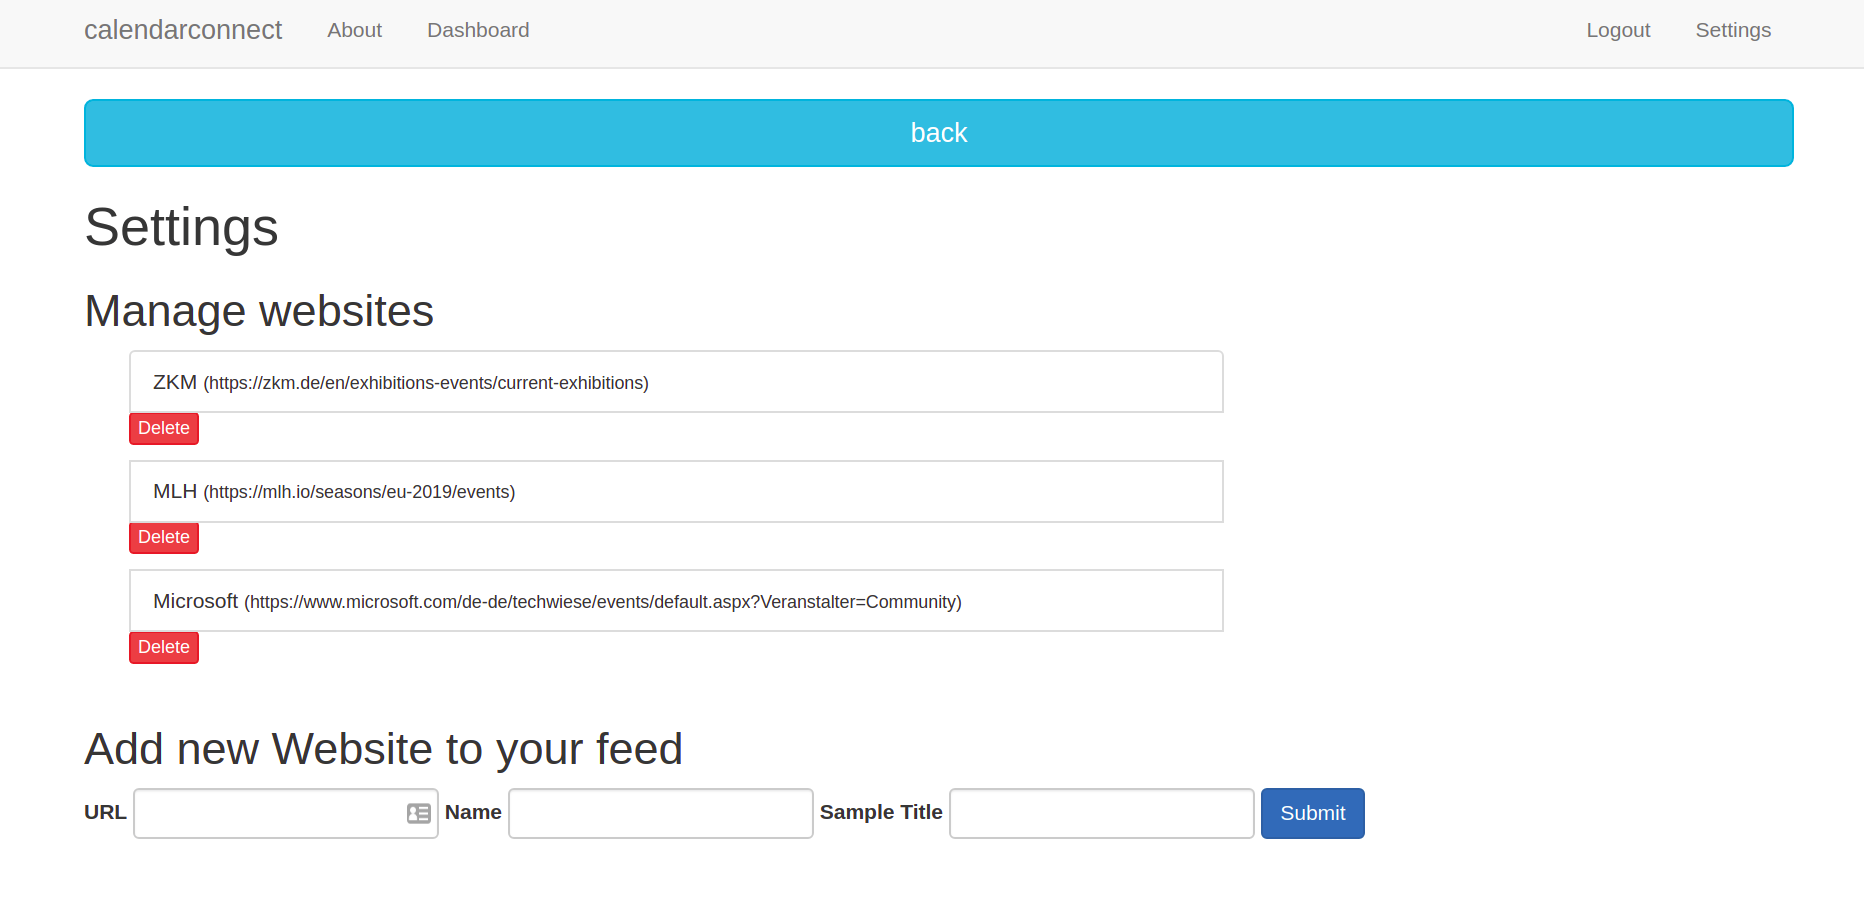 calendarconnect About Dashboard Logout Settings
back
Settings
Manage websites
ZKM (https://zkm.de/en/exhibitions-events/current-exhibitions)
Delete
MLH (https://mlh.io/seasons/eu-2019/events)
Delete
Microsoft (https://www.microsoft.com/de-de/techwiese/events/default.aspx?Veranstalter=Community)
Delete
Add new Website to your feed
URL Name Sample Title Submit